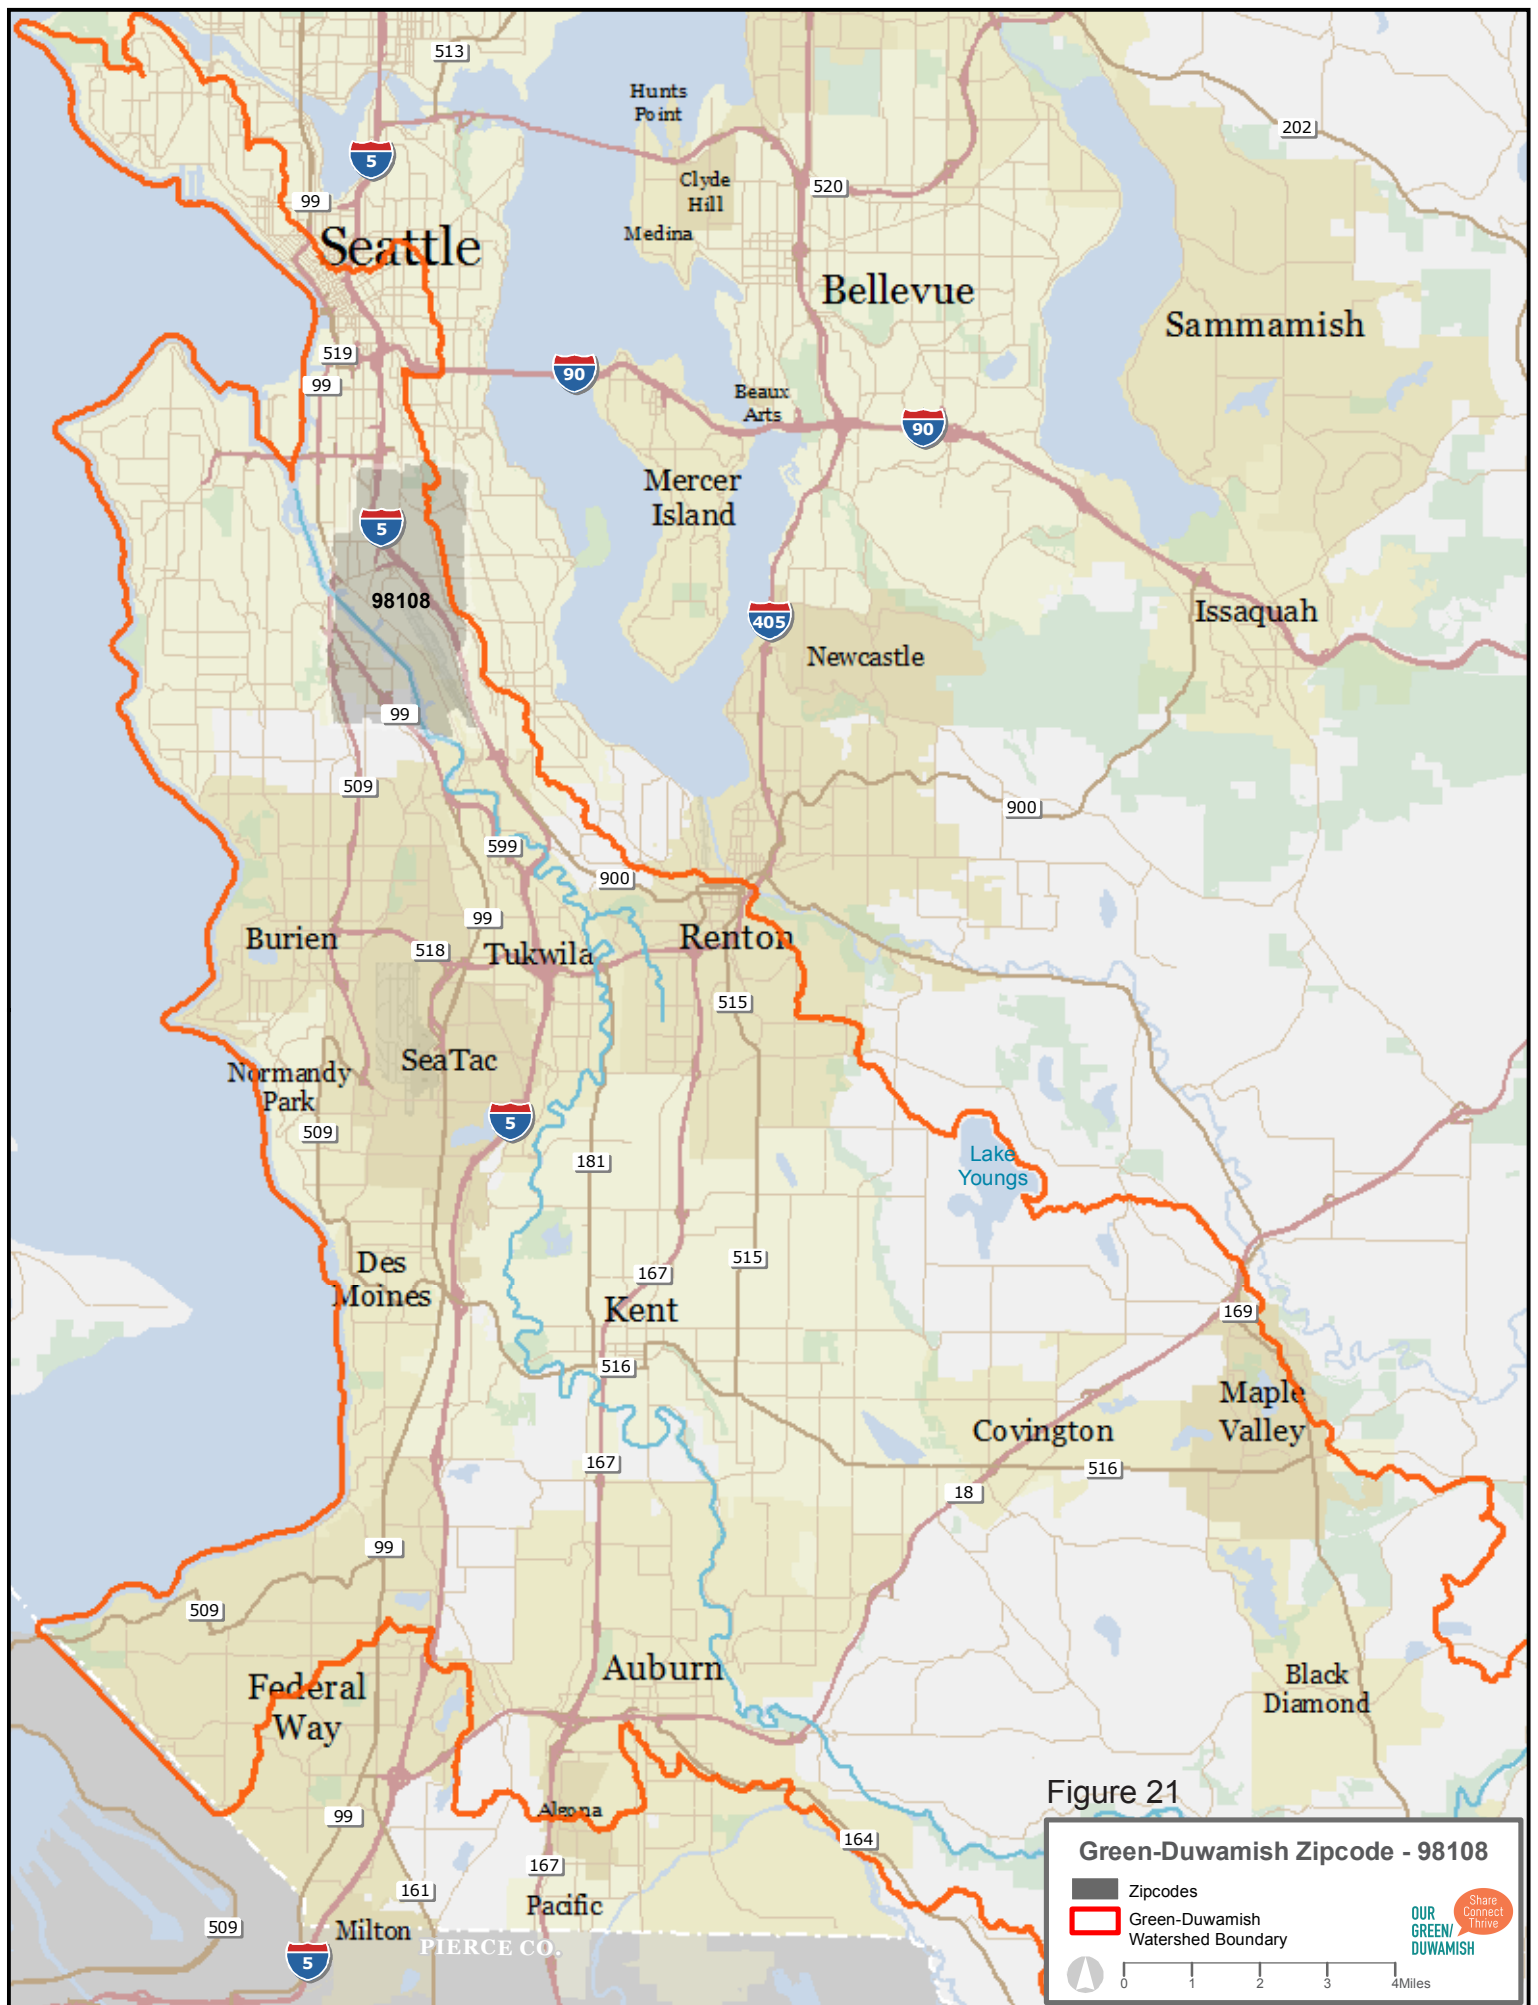 513
Hunts
Point
202
5
Clyde
Hill
520
99
Medina
Seattle
Bellevue
Sammamish
519
99
90
Beaux
Arts
90
Mercer
Island
5
98108
Issaquah
405
Newcastle
99
509
900
599
900
99
Burien
518
Tukwila
Renton
515
SeaTac
Normandy
Park
5
509
Lake
Youngs
181
515
Des
Moines
167
Kent
169
516
Maple
Valley
Covington
167
516
18
99
509
Auburn
Federal
Way
Black
Diamond
Algona
99
164
167
161
Pacific
509
Milton
PIERCE CO.
5
Figure 21
Green-Duwamish Zipcode - 98108
Zipcodes
Green-Duwamish
Watershed Boundary
OUR
GREEN/
DUWAMISH
Share
Connect
Thrive
0 1 2 3 4Miles